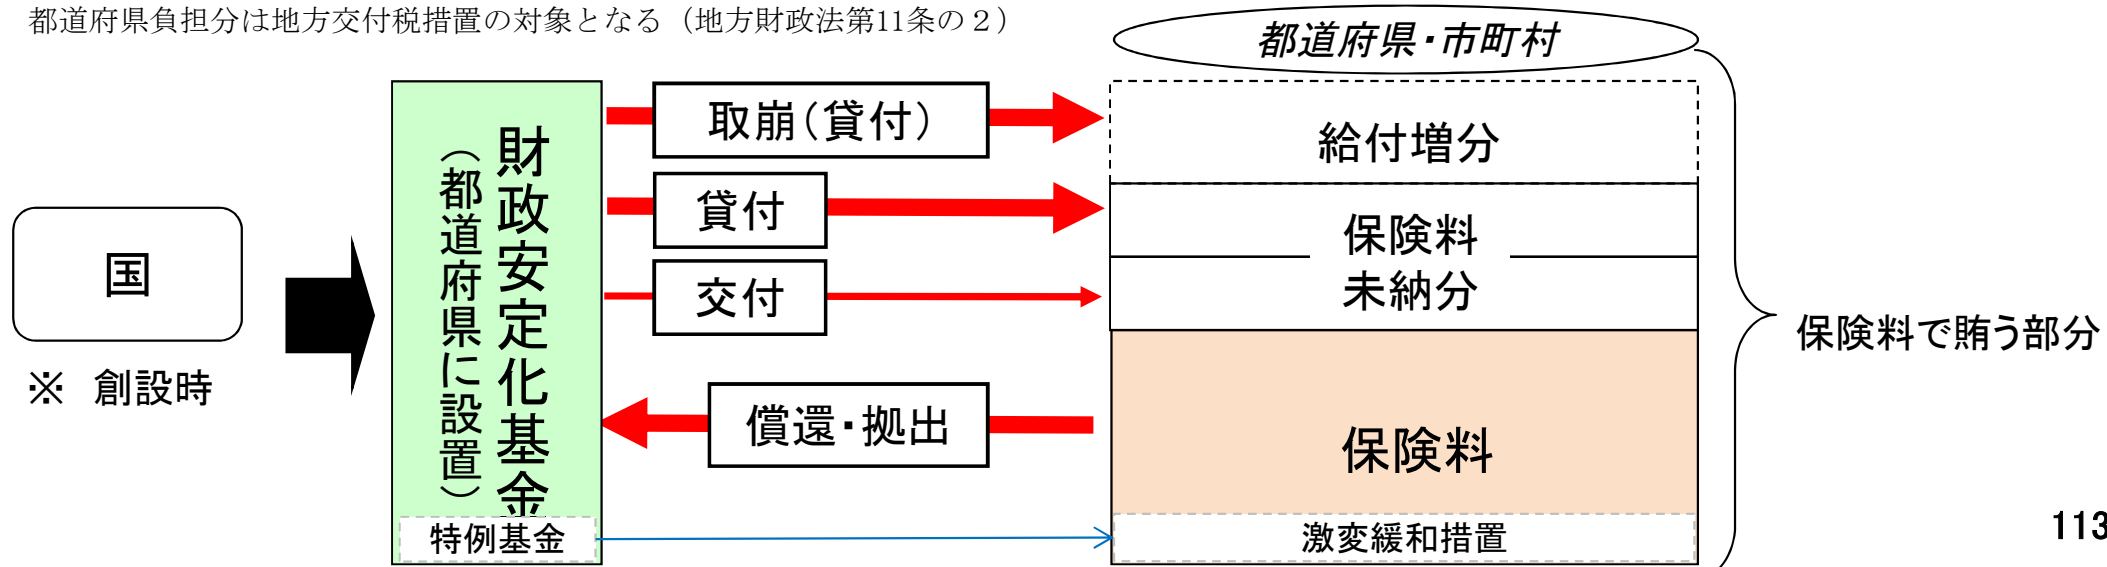 都道府県負担分は地方交付税措置の対象となる（地方財政法第11条の２）
都道府県・市町村
国
※　創設時
財政安定化基金
（都道府県に設置）
特例基金
取崩（貸付）
貸付
交付
償還・拠出
給付増分
保険料
未納分
保険料
激変緩和措置
保険料で賄う部分
113